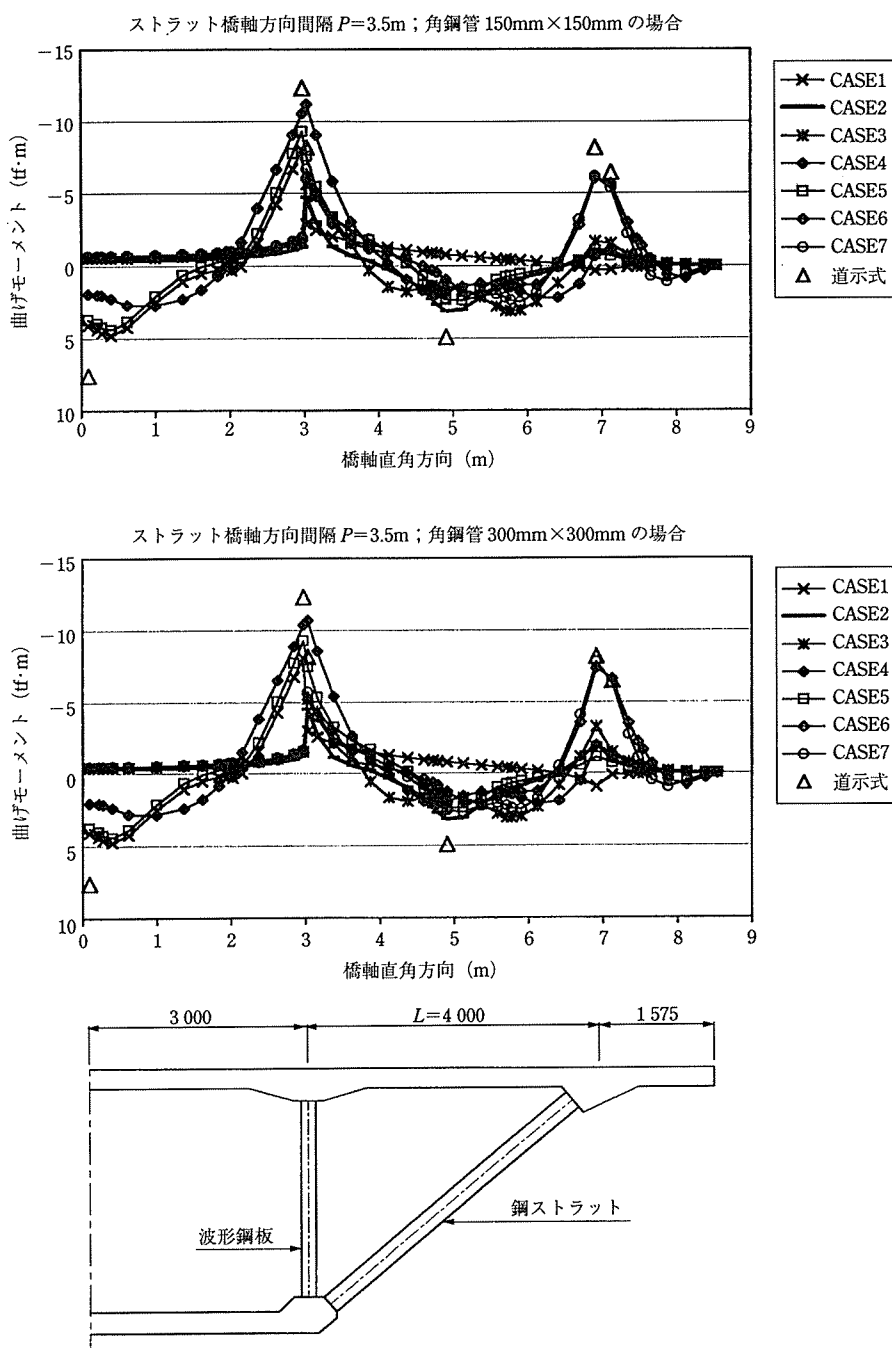 ストラット橋軸方向間隔 P=3.5m；角鋼管 150mm×150mm の場合
曲げモーメント (tf·m)
-15
-10
-5
0
5
10
0 1 2 3 4 5 6 7 8 9
橋軸直角方向 (m)
CASE1
CASE2
CASE3
CASE4
CASE5
CASE6
CASE7
道示式
ストラット橋軸方向間隔 P=3.5m；角鋼管 300mm×300mm の場合
曲げモーメント (tf·m)
-15
-10
-5
0
5
10
0 1 2 3 4 5 6 7 8 9
橋軸直角方向 (m)
CASE1
CASE2
CASE3
CASE4
CASE5
CASE6
CASE7
道示式
3 000 L=4 000 1 575
波形鋼板
鋼ストラット